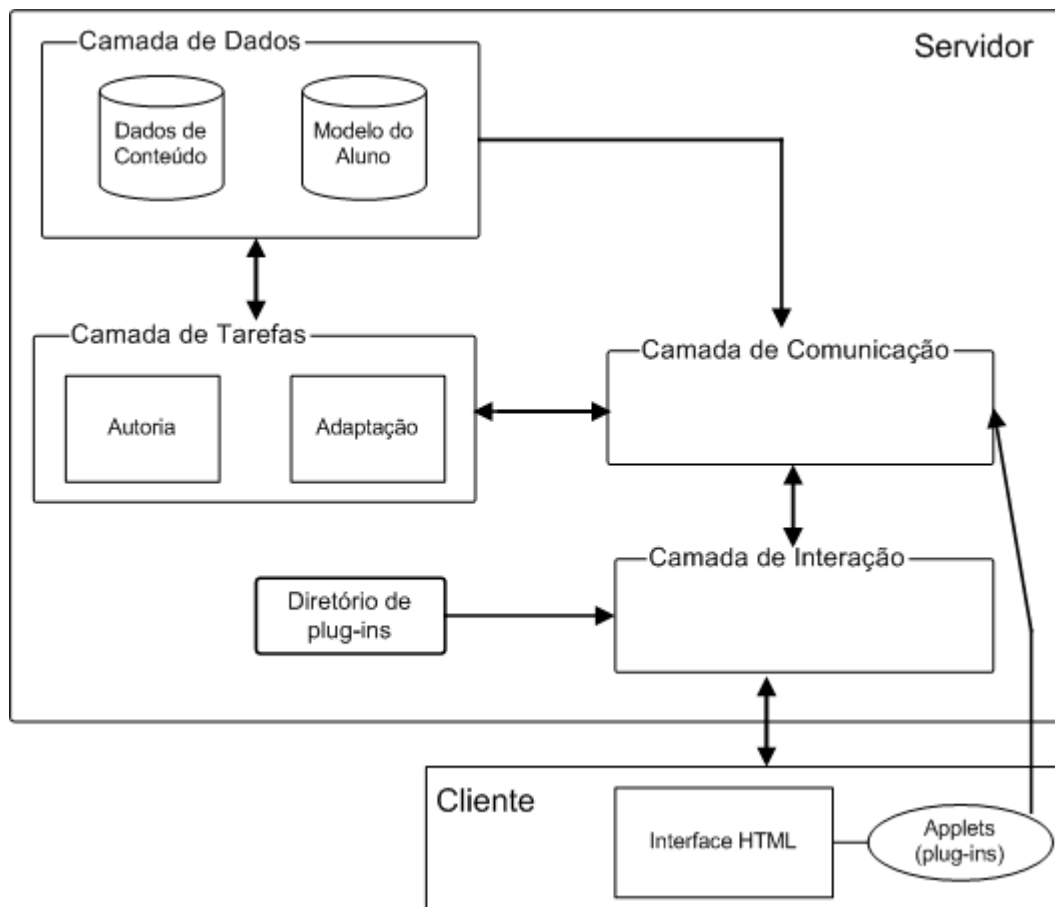 Camada de Dados
Servidor
Dados de
Conteúdo
Modelo do
Aluno
Camada de Tarefas
Autoria
Adaptação
Camada de Comunicação
Camada de Interação
Diretório de
plug-ins
Cliente
Interface HTML
Applets
(plug-ins)